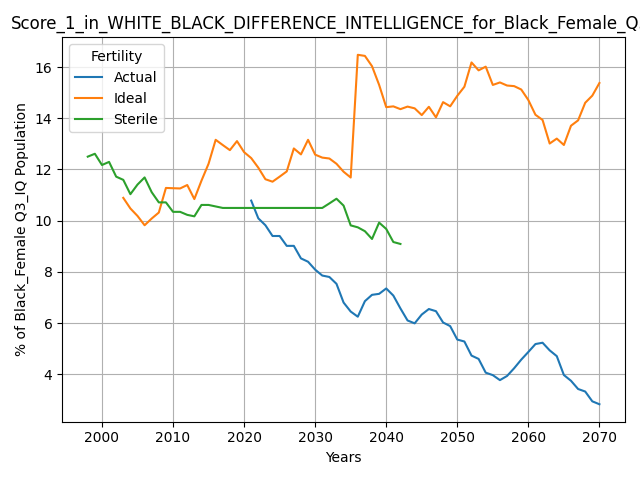 Score_1_in_WHITE_BLACK_DIFFERENCE_INTELLIGENCE_for_Black_Female_Q
Fertility
Actual
Ideal
Sterile
% of Black_Female Q3_IQ Population
16
14
12
10
8
6
4
2000 2010 2020 2030 2040 2050 2060 2070
Years